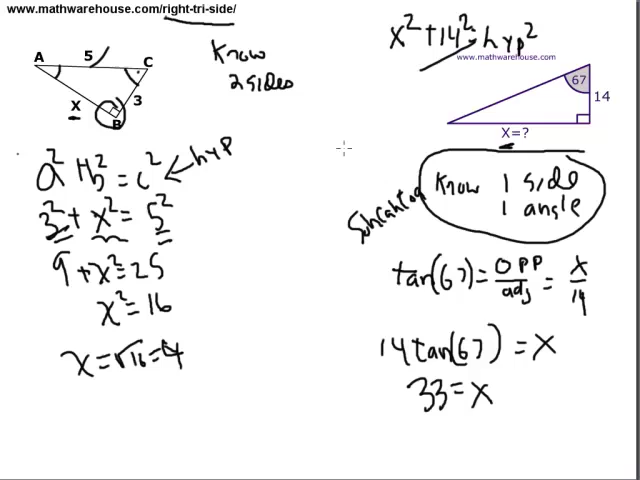 www.mathwarehouse.com/right-tri-side/
A
5
C
X
3
B
Know
2 sides
x² + 14² = hyp²
www.mathwarehouse.com
67
14
X=?
a² + b² = c² ← hyp
3² + x² = 5²
9 + x² = 25
x² = 16
x = √16 = 4
Know 1 side
1 angle
Sohcahtoa
tan(67) = opp/adj = x/14
14 tan(67) = x
33 = x